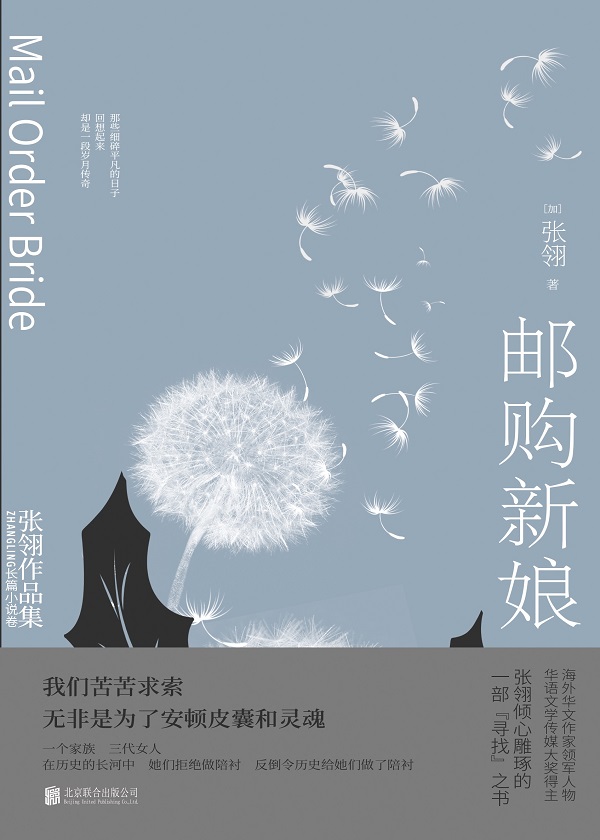 Mail Order Bride
那些细碎平凡的日子
回想起来
却是一段岁月传奇
[加]
张翎
著
邮购新娘
张翎作品集
ZHANGLING长篇小说卷
我们苦苦求索
无非是为了安顿皮囊和灵魂
一个家族 三代女人
在历史的长河中 她们拒绝做陪衬 反倒令历史给她们做了陪衬
海外华文作家领军人物
华语文学传媒大奖得主
张翎倾心雕琢的
一部『寻找』之书
北京联合出版公司
Beijing United Publishing Co.,Ltd.